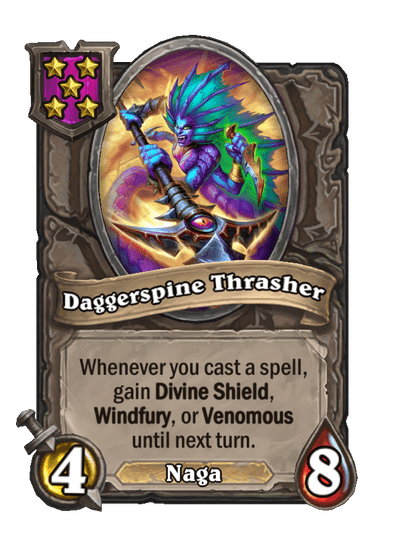 Daggerspine Thrasher
Whenever you cast a spell,
gain Divine Shield,
Windfury, or Venomous
until next turn.
4
Naga
8